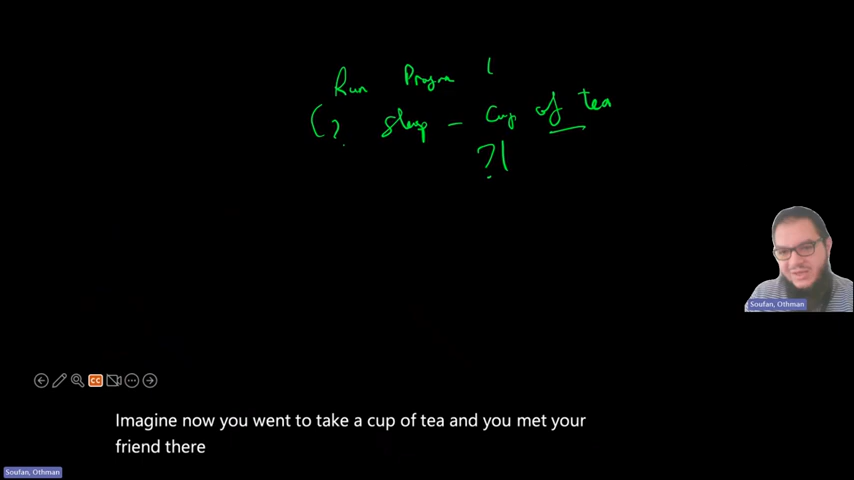 Run Program 1
(? sleep - cup of tea
?!
Soufan, Othman
CC
Imagine now you went to take a cup of tea and you met your
friend there
Soufan, Othman